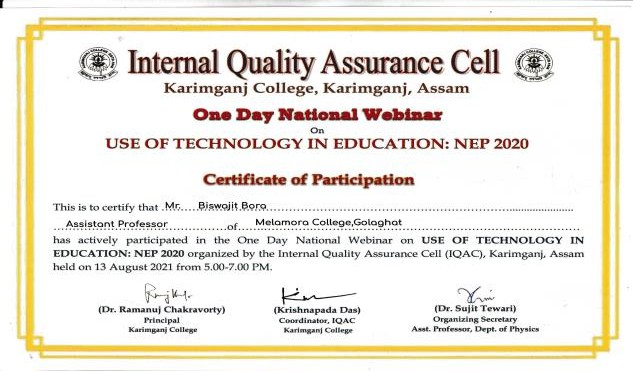 Internal Quality Assurance Cell
Karimganj College, Karimganj, Assam
One Day National Webinar
On
USE OF TECHNOLOGY IN EDUCATION: NEP 2020
Certificate of Participation
This is to certify that Mr. Biswajit Bora
Assistant Professor of Melamora College,Golaghat
has actively participated in the One Day National Webinar on USE OF TECHNOLOGY IN
EDUCATION: NEP 2020 organized by the Internal Quality Assurance Cell (IQAC), Karimganj, Assam
held on 13 August 2021 from 5.00-7.00 PM.
(Dr. Ramanuj Chakravorty) (Krishnapada Das) (Dr. Sujit Tewari)
Principal Coordinator, IQAC Organizing Secretary
Karimganj College Karimganj College Asst. Professor, Dept. of Physics